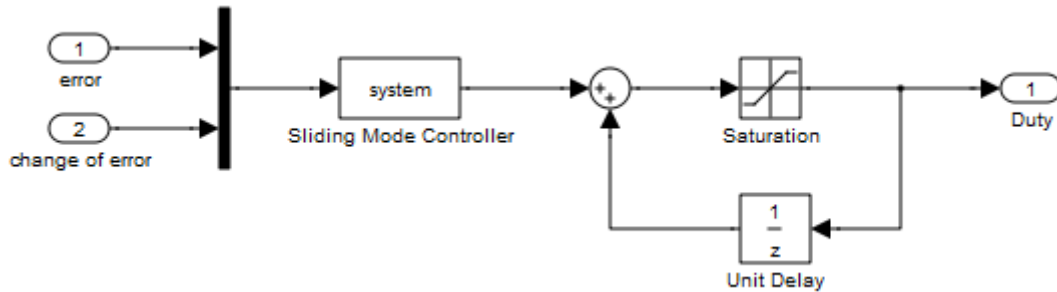 1
error
2
change of error
system
Sliding Mode Controller
+
+
Saturation
1
Duty
1
z
Unit Delay